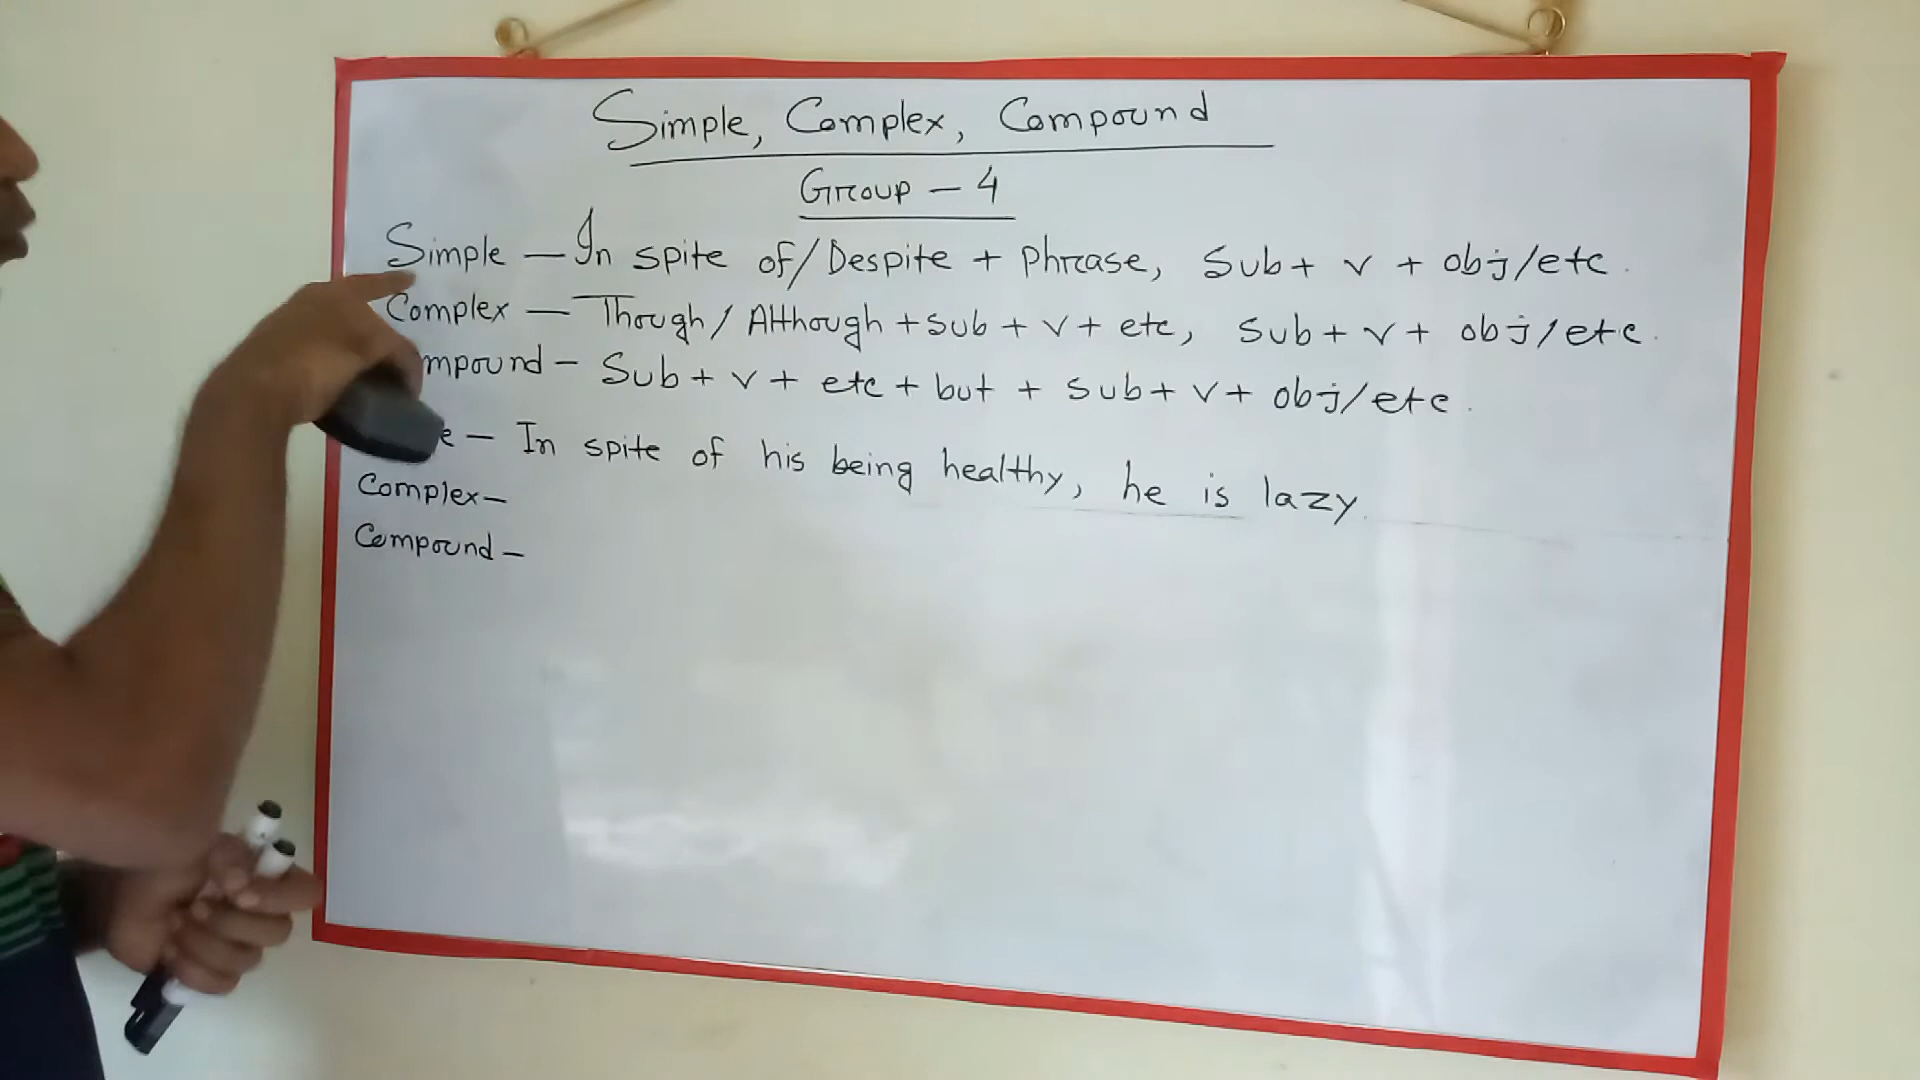 Simple, Complex, Compound
Group - 4
Simple — In spite of/Despite + phrase, Sub + v + obj/etc.
Complex — Though/Although + sub + v + etc, Sub + v + obj/etc.
mpound - Sub + v + etc + but + sub + v + obj/etc.
e - In spite of his being healthy, he is lazy.
Complex-
Compound -